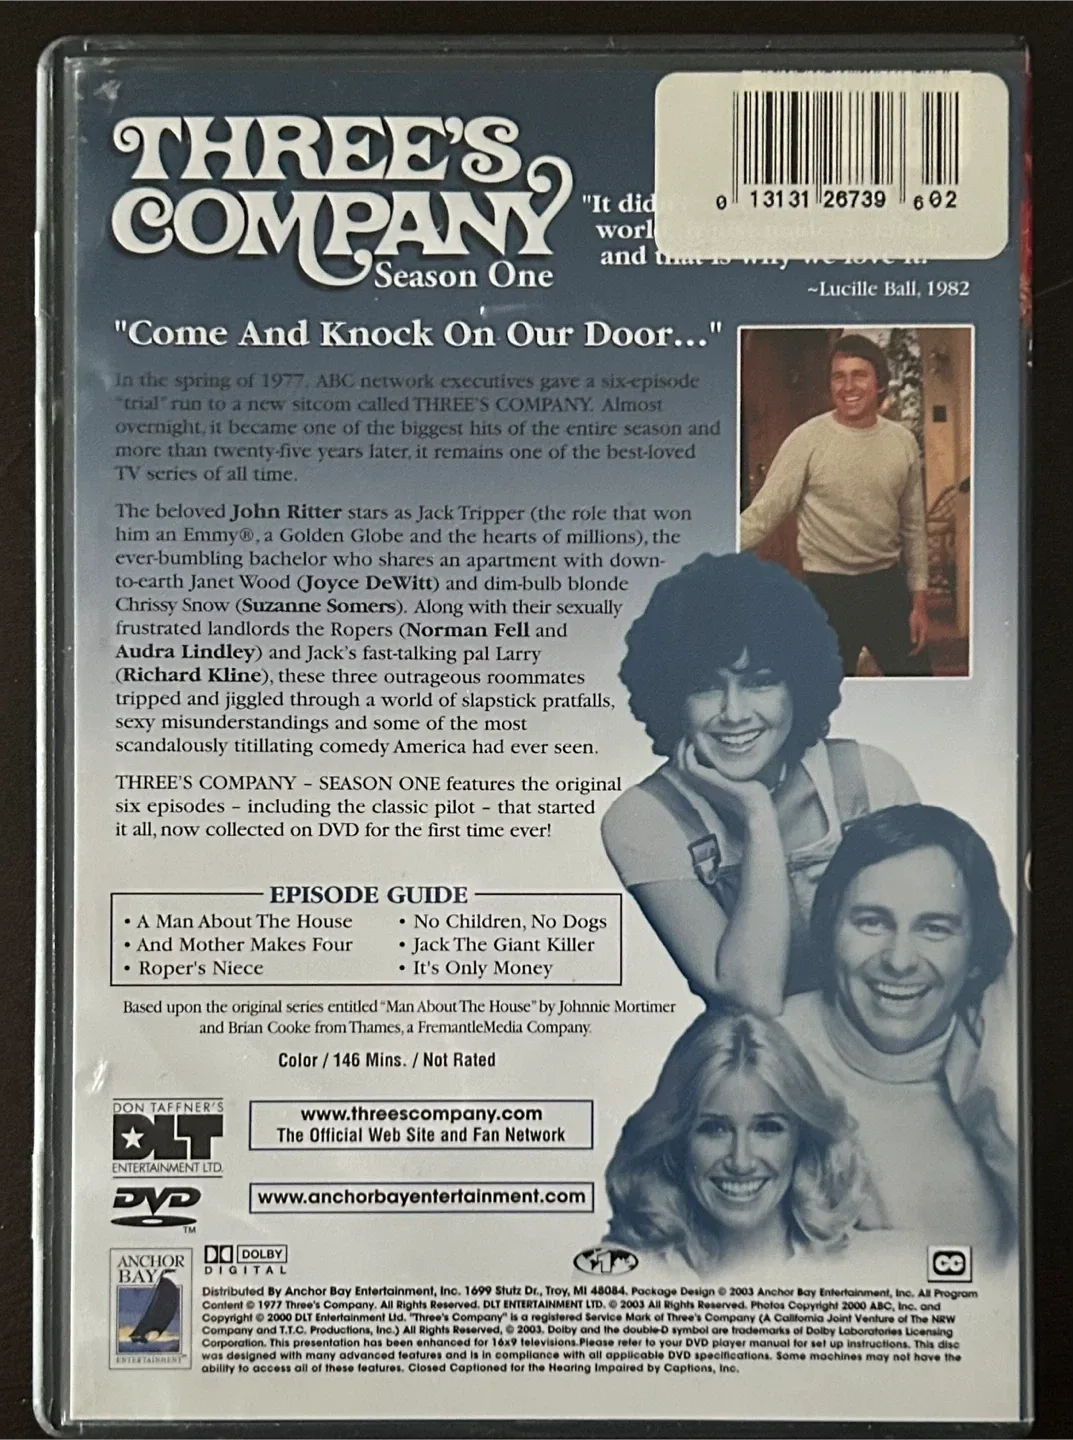 THREE'S
COMPANY
Season One
0 13131 26739 602
"It did
worl
and that is why we love it."
~Lucille Ball, 1982
"Come And Knock On Our Door..."
In the spring of 1977, ABC network executives gave a six-episode
"trial" run to a new sitcom called THREE'S COMPANY. Almost
overnight, it became one of the biggest hits of the entire season and
more than twenty-five years later, it remains one of the best-loved
TV series of all time.
The beloved John Ritter stars as Jack Tripper (the role that won
him an Emmy®, a Golden Globe and the hearts of millions), the
ever-bumbling bachelor who shares an apartment with down-
to-earth Janet Wood (Joyce DeWitt) and dim-bulb blonde
Chrissy Snow (Suzanne Somers). Along with their sexually
frustrated landlords the Ropers (Norman Fell and
Audra Lindley) and Jack's fast-talking pal Larry
(Richard Kline), these three outrageous roommates
tripped and jiggled through a world of slapstick pratfalls,
sexy misunderstandings and some of the most
scandalously titillating comedy America had ever seen.
THREE'S COMPANY – SEASON ONE features the original
six episodes – including the classic pilot – that started
it all, now collected on DVD for the first time ever!
EPISODE GUIDE
• A Man About The House
• And Mother Makes Four
• Roper's Niece
• No Children, No Dogs
• Jack The Giant Killer
• It's Only Money
Based upon the original series entitled "Man About The House" by Johnnie Mortimer
and Brian Cooke from Thames, a FremantleMedia Company.
Color / 146 Mins. / Not Rated
DON TAFFNER'S
DLT
ENTERTAINMENT LTD.
www.threescompany.com
The Official Web Site and Fan Network
DVD
TM
www.anchorbayentertainment.com
ANCHOR
BAY
ENTERTAINMENT
DOLBY
DIGITAL
1
CC
Distributed By Anchor Bay Entertainment, Inc. 1699 Stutz Dr., Troy, MI 48084. Package Design © 2003 Anchor Bay Entertainment, Inc. All Program
Content © 1977 Three's Company. All Rights Reserved. DLT ENTERTAINMENT LTD. © 2003 All Rights Reserved. Photos Copyright 2000 ABC, Inc. and
Copyright © 2000 DLT Entertainment Ltd. "Three's Company" is a registered Service Mark of Three's Company (A California Joint Venture of The NRW
Company and T.T.C. Productions, Inc.) All Rights Reserved, © 2003. Dolby and the double-D symbol are trademarks of Dolby Laboratories Licensing
Corporation. This presentation has been enhanced for 16x9 televisions.Please refer to your DVD player manual for set up instructions. This disc
was designed with many advanced features and is in compliance with all applicable DVD specifications. Some machines may not have the
ability to access all of these features. Closed Captioned for the Hearing Impaired by Captions, Inc.